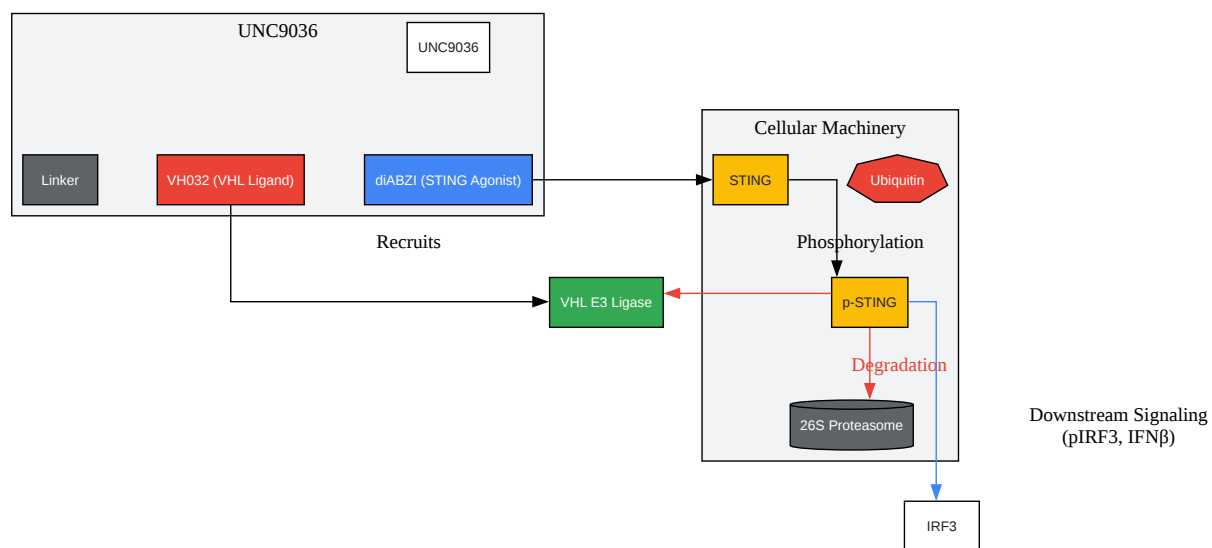 UNC9036
UNC9036
Cellular Machinery
Linker
VH032 (VHL Ligand)
diABZI (STING Agonist)
STING
Ubiquitin
Recruits
Phosphorylation
VHL E3 Ligase
p-STING
Degradation
26S Proteasome
Downstream Signaling
(pIRF3, IFNβ)
IRF3